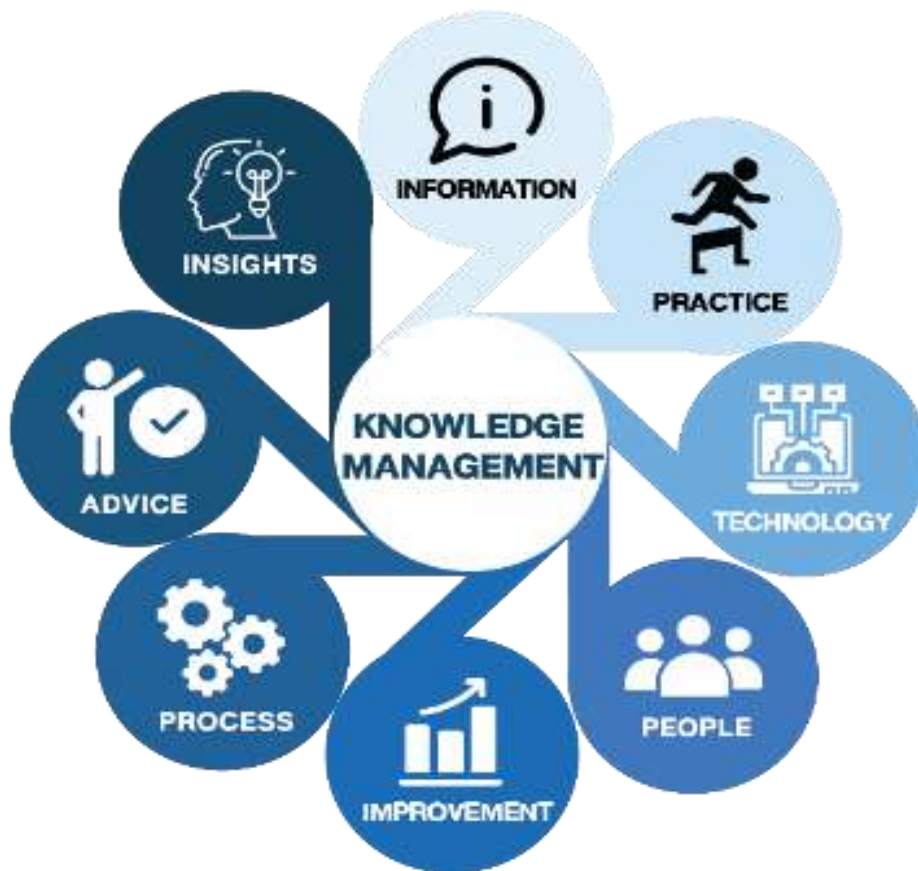 INFORMATION
PRACTICE
TECHNOLOGY
PEOPLE
IMPROVEMENT
PROCESS
ADVICE
INSIGHTS
KNOWLEDGE
MANAGEMENT